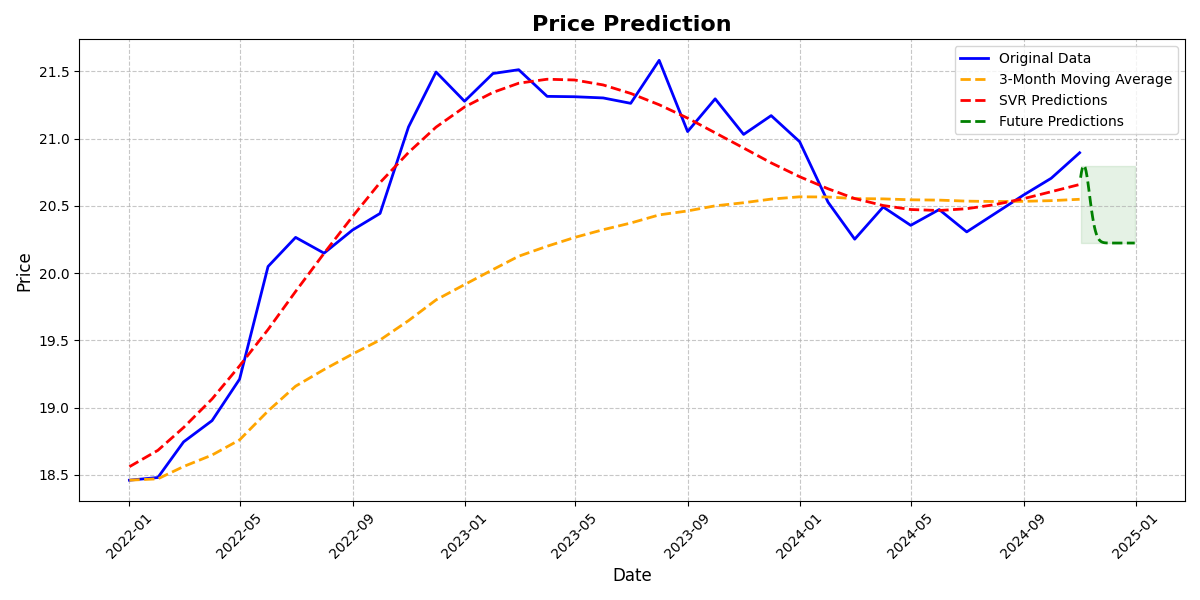 Price Prediction
Original Data
3-Month Moving Average
SVR Predictions
Future Predictions
Price
21.5
21.0
20.5
20.0
19.5
19.0
18.5
2022-01
2022-05
2022-09
2023-01
2023-05
2023-09
2024-01
2024-05
2024-09
2025-01
Date